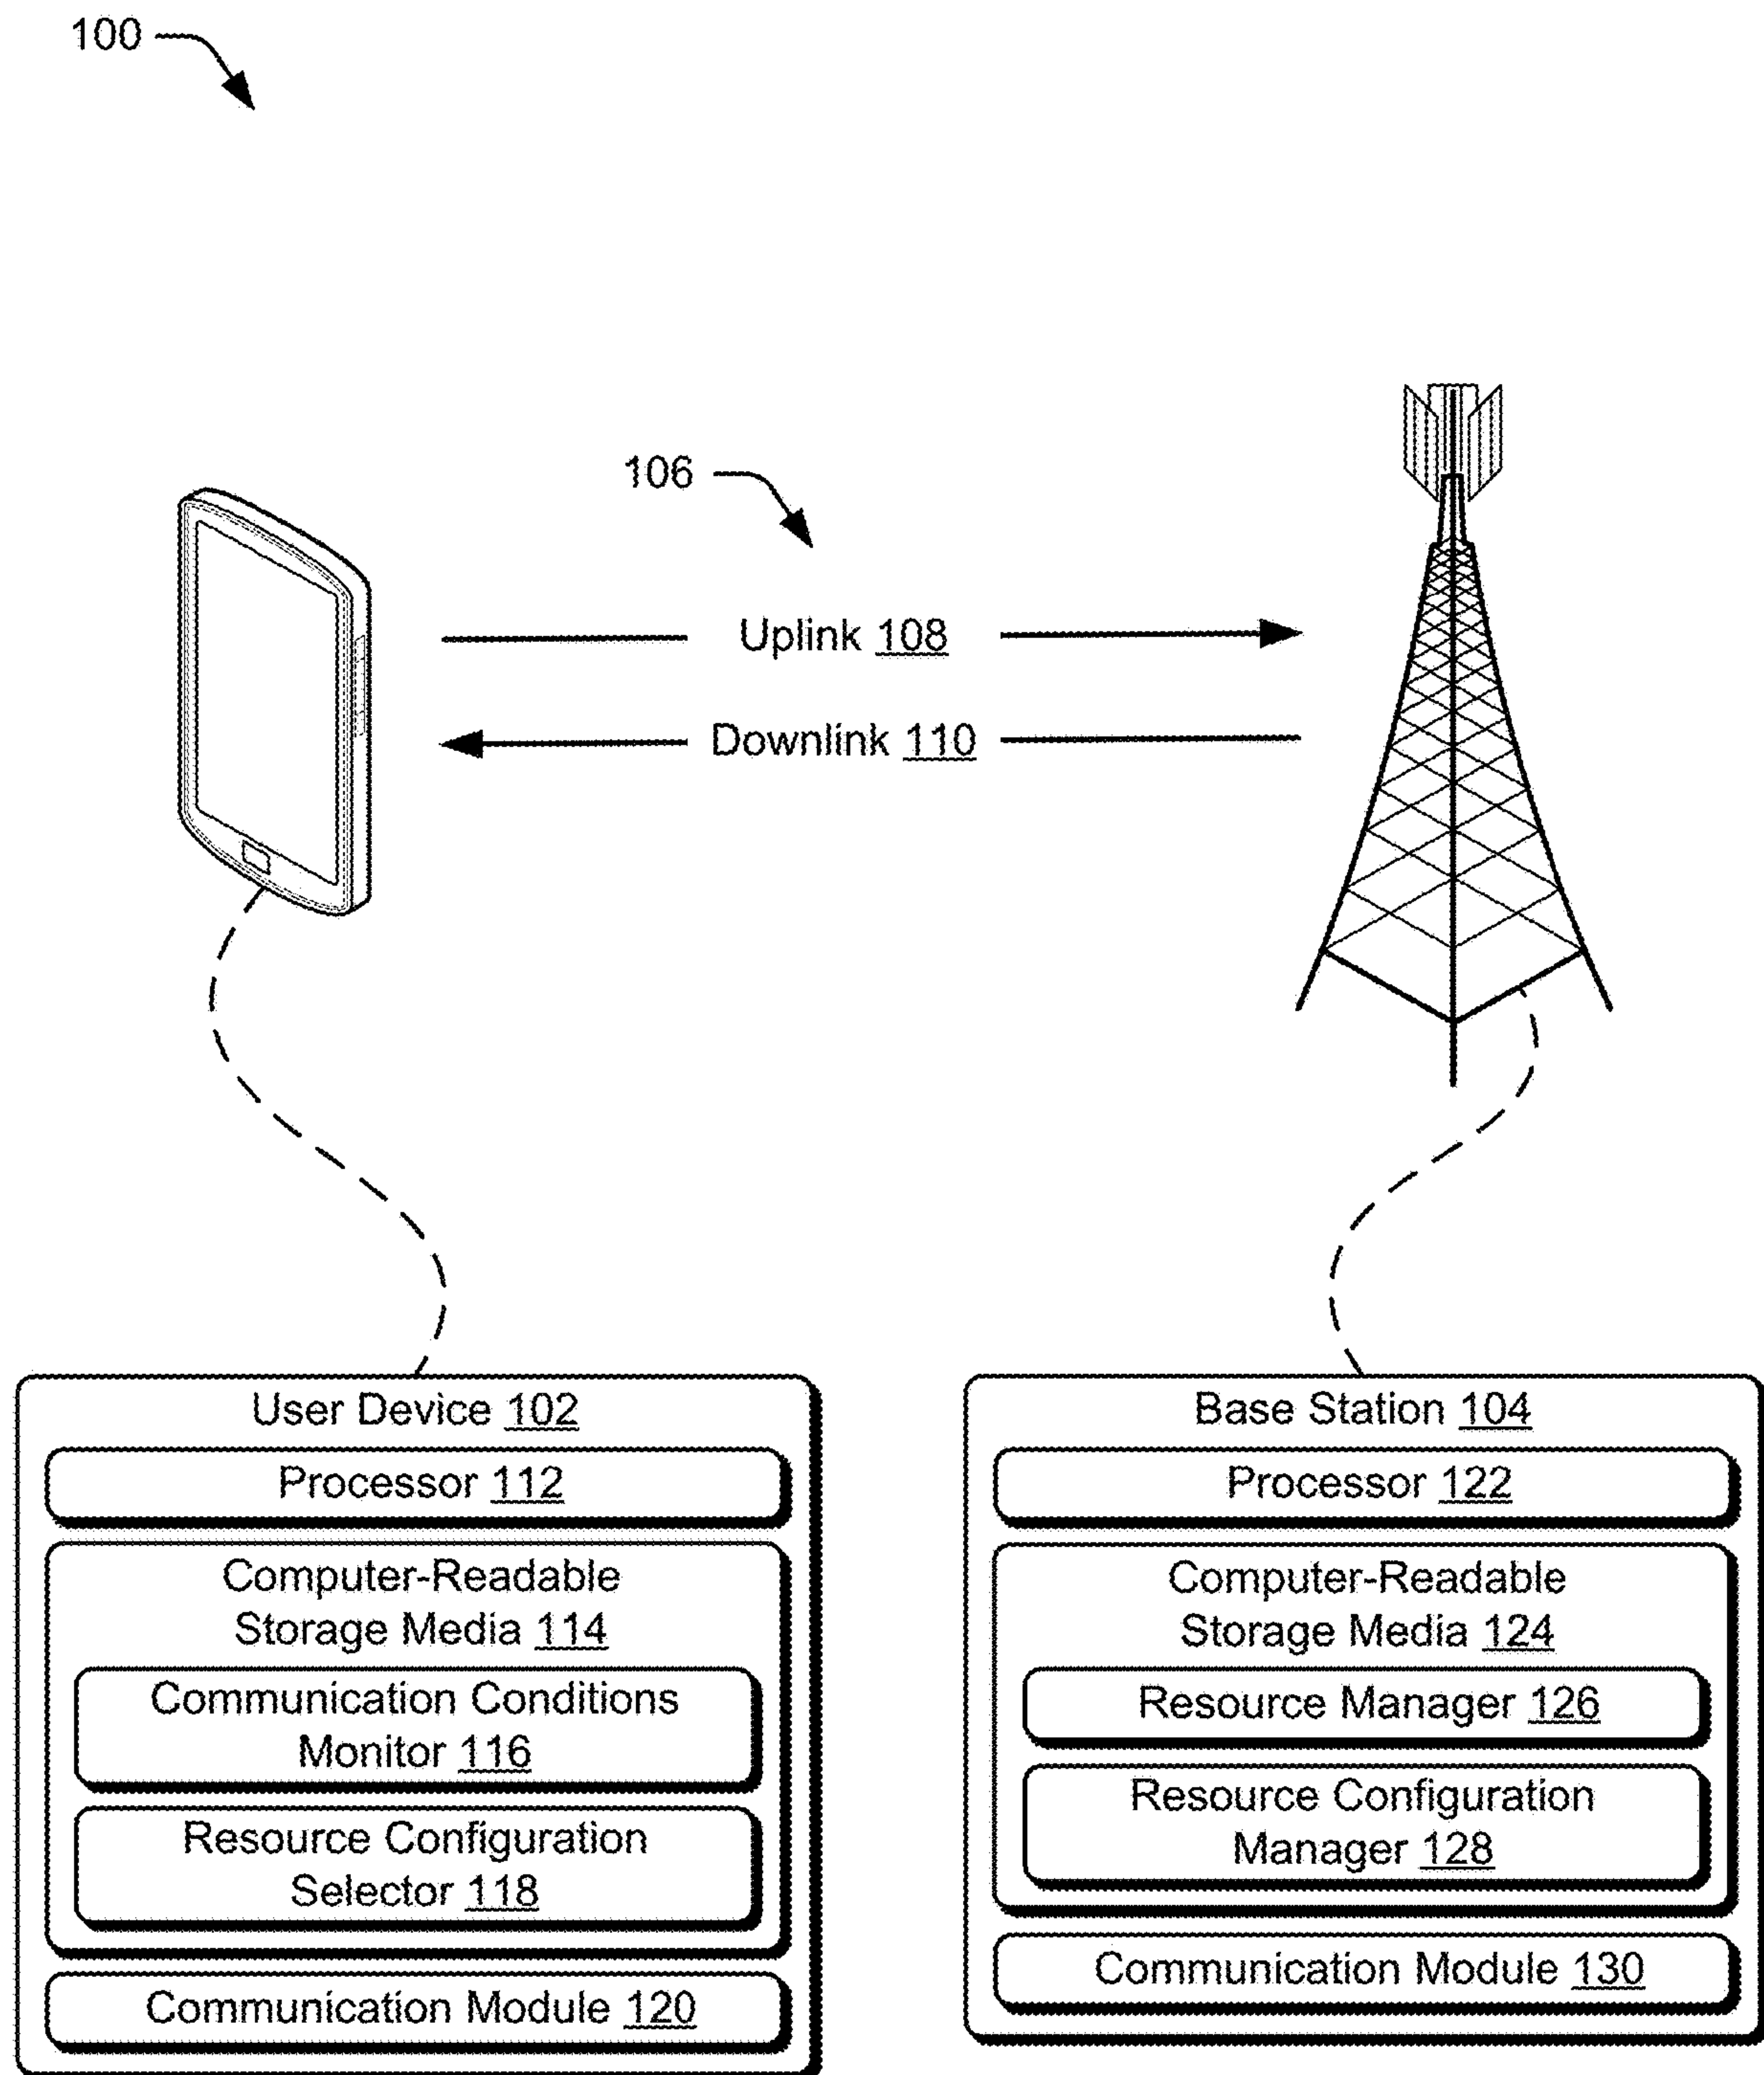 100
106
Uplink 108
Downlink 110
User Device 102
Processor 112
Computer-Readable
Storage Media 114
Communication Conditions
Monitor 116
Resource Configuration
Selector 118
Communication Module 120
Base Station 104
Processor 122
Computer-Readable
Storage Media 124
Resource Manager 126
Resource Configuration
Manager 128
Communication Module 130